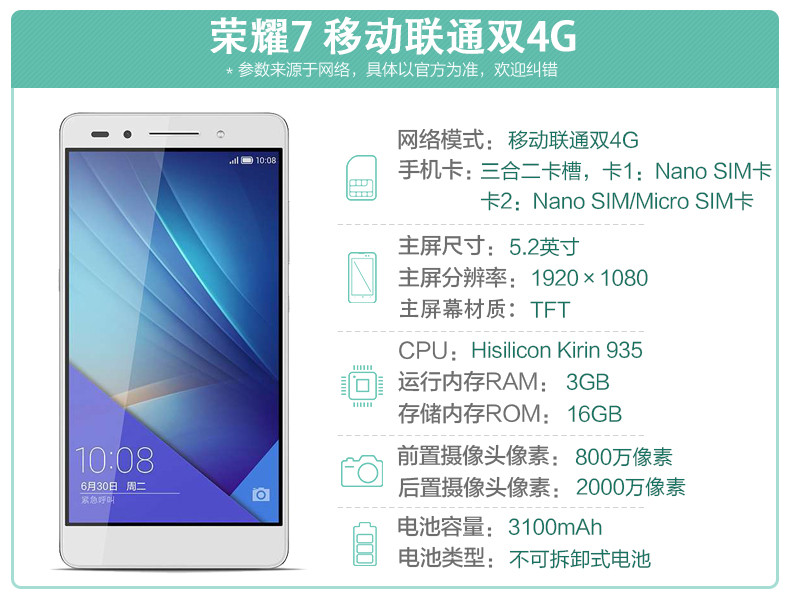 荣耀7 移动联通双4G
* 参数来源于网络，具体以官方为准，欢迎纠错
10:08
网络模式：移动联通双4G
手机卡：三合二卡槽，卡1：Nano SIM卡
卡2：Nano SIM/Micro SIM卡
主屏尺寸：5.2英寸
主屏分辨率：1920×1080
主屏幕材质：TFT
CPU：Hisilicon Kirin 935
运行内存RAM：3GB
存储内存ROM：16GB
前置摄像头像素：800万像素
后置摄像头像素：2000万像素
电池容量：3100mAh
电池类型：不可拆卸式电池
10:08
6月30日 周二
紧急呼叫